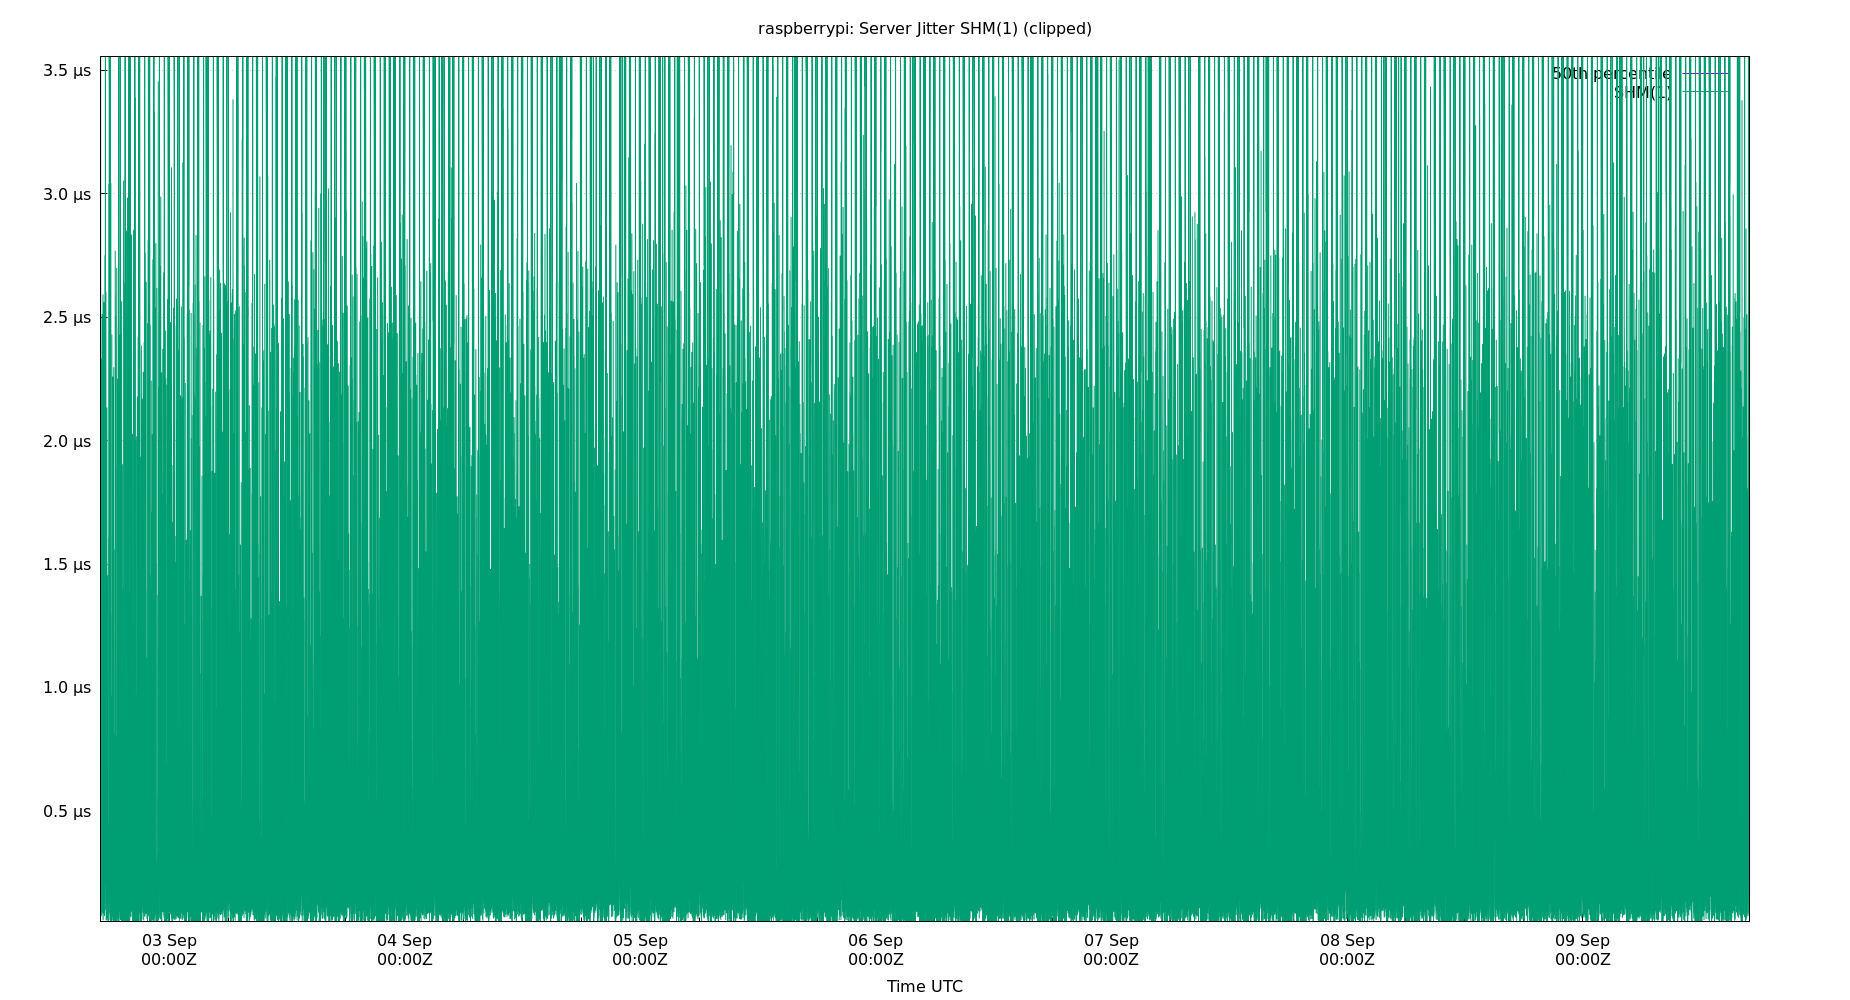 raspberrypi: Server Jitter SHM(1) (clipped)
3.5 µs
3.0 µs
2.5 µs
2.0 µs
1.5 µs
1.0 µs
0.5 µs
50th percentile
SHM(1)
03 Sep 04 Sep 05 Sep 06 Sep 07 Sep 08 Sep 09 Sep
00:00Z 00:00Z 00:00Z 00:00Z 00:00Z 00:00Z 00:00Z
Time UTC